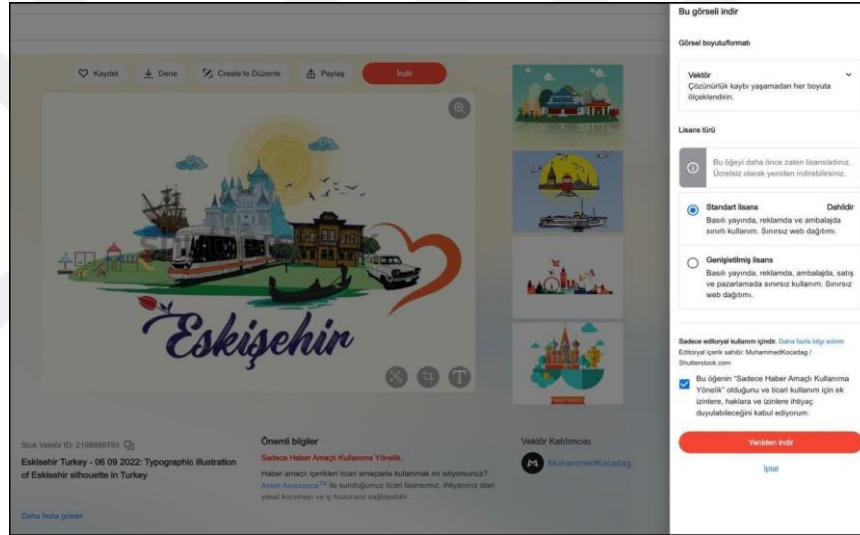 Bu görseli indir
Görsel boyutu/formatı
Vektör
Çözünürlük kaybı yaşamadan her boyuta
ölçeklendirin.
Lisans türü
Bu öğeyi daha önce zaten lisansladınız.
Ücretsiz olarak yeniden indirebilirsiniz.
Standart lisans Dahildir
Basılı yayında, reklamda ve ambalajda
sınırlı kullanım. Sınırsız web dağıtımı.
Genişletilmiş lisans
Basılı yayında, reklamda, ambalajda, satış
ve pazarlamada sınırsız kullanım. Sınırsız
web dağıtımı.
Sadece editoryal kullanım içindir. Daha fazla bilgi edinin
Editoryal içerik sahibi: MuhammedKocadag /
Shutterstock.com
Bu öğenin "Sadece Haber Amaçlı Kullanıma
Yönelik" olduğunu ve ticari kullanım için ek
izinlere, haklara ve izinlere ihtiyaç
duyulabileceğini kabul ediyorum.
Yeniden indir
İptal
Kaydet
Dene
Create'te Düzenle
Paylaş
İndir
Eskişehir
Stok Vektör ID: 2198889793
Eskisehir Turkey - 06 09 2022: Typographic illustration
of Eskisehir silhouette in Turkey
Daha fazla göster
Önemli bilgiler
Sadece Haber Amaçlı Kullanıma Yönelik.
Haber amaçlı içerikleri ticari amaçlarla kullanmak mı istiyorsunuz?
Asset Assurance™ ile sunduğumuz ticari lisansımız, ihtiyacınız olan
yasal korumayı ve iç huzurunu sağlayabilir.
Vektör Katılımcısı
MuhammedKocadag